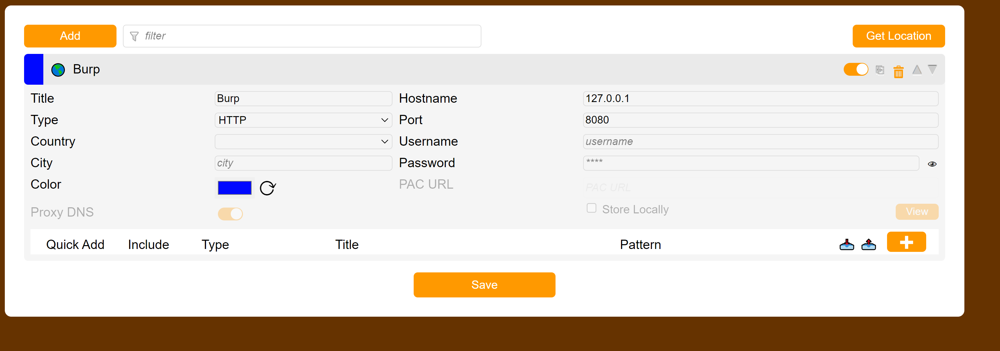 Add filter Get Location
Burp
Title Burp Hostname 127.0.0.1
Type HTTP Port 8080
Country Username username
City city Password ****
Color PAC URL PAC URL
Proxy DNS Store Locally View
Quick Add Include Type Title Pattern
Save